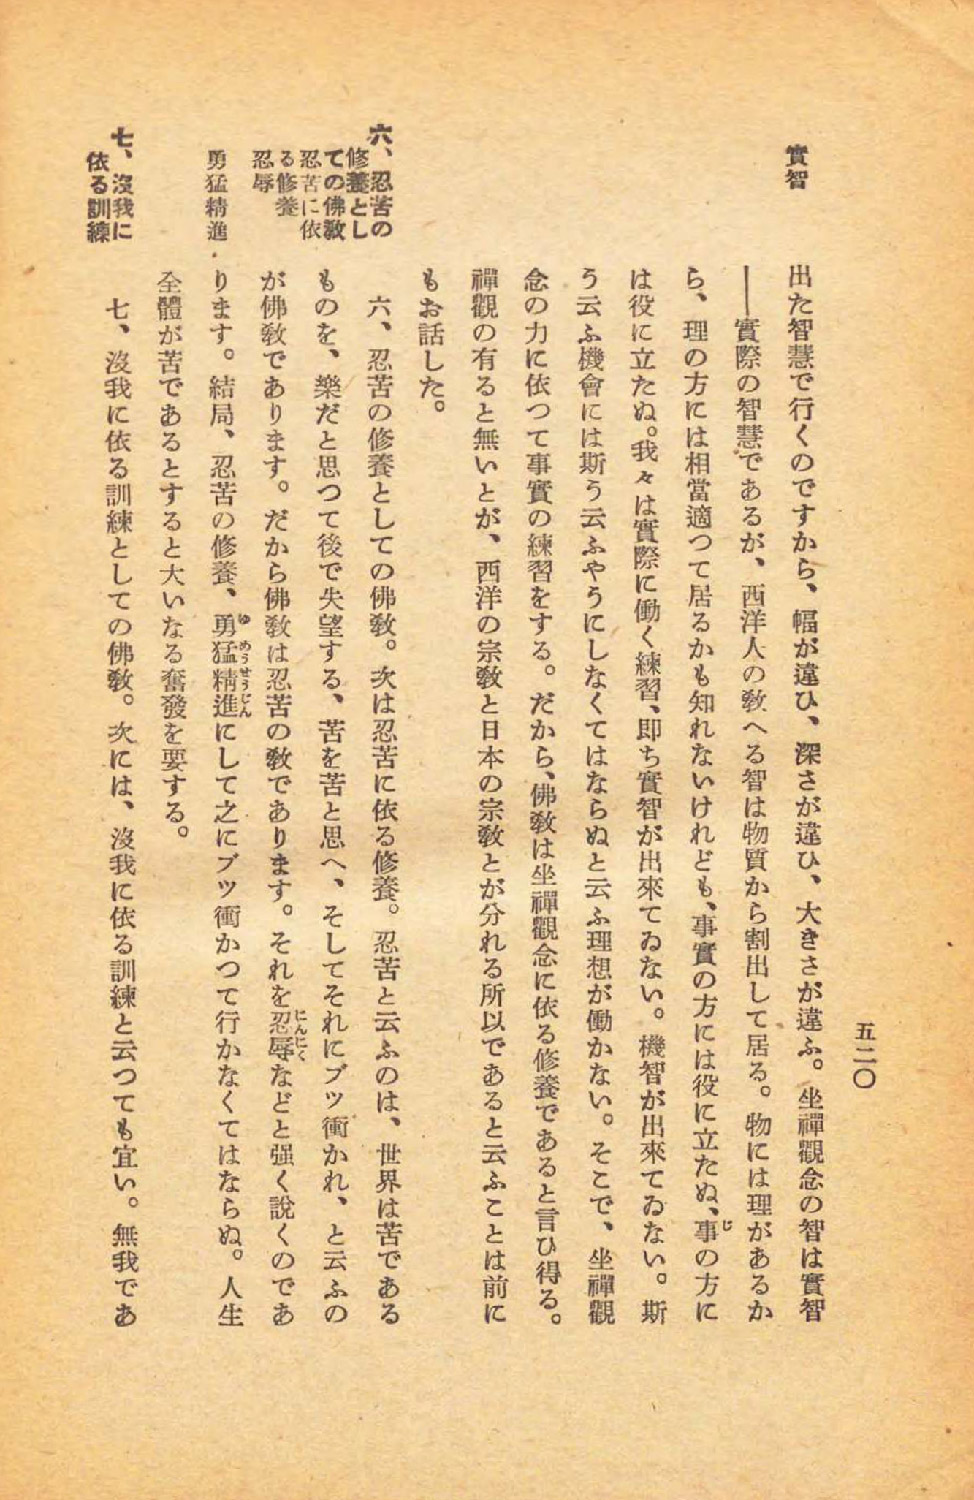 五二〇
實智
出た智慧で行くのですから、幅が違ひ、深さが違ひ、大きさが違ふ。坐禪觀念の智は實智
――實際の智慧であるが、西洋人の敎へる智は物質から割出して居る。物には理があるか
ら、理の方には相當適つて居るかも知れないけれども、事實の方には役に立たぬ、事の方に
じ
は役に立たぬ。我々は實際に働く練習、即ち實智が出來てゐない。機智が出來てゐない。斯
う云ふ機會には斯う云ふやうにしなくてはならぬと云ふ理想が働かない。そこで、坐禪觀
念の力に依つて事實の練習をする。だから、佛敎は坐禪觀念に依る修養であると言ひ得る。
禪觀の有ると無いとが、西洋の宗敎と日本の宗敎とが分れる所以であると云ふことは前に
もお話した。
六、忍苦の
修養とし
ての佛敎
忍苦に依
る修養
忍辱
六、忍苦の修養としての佛敎。次は忍苦に依る修養。忍苦と云ふのは、世界は苦である
ものを、樂だと思つて後で失望する、苦を苦と思へ、そしてそれにブツ衝かれ、と云ふの
が佛敎であります。だから佛敎は忍苦の敎であります。それを忍辱などと强く說くのであ
にんにく
勇猛精進
ります。結局、忍苦の修養、勇猛精進にして之にブツ衝かつて行かなくてはならぬ。人生
ゆ めうせうじん
全體が苦であるとすると大いなる奮發を要する。
七、沒我に
依る訓練
七、沒我に依る訓練としての佛敎。次には、沒我に依る訓練と云つても宜い。無我であ